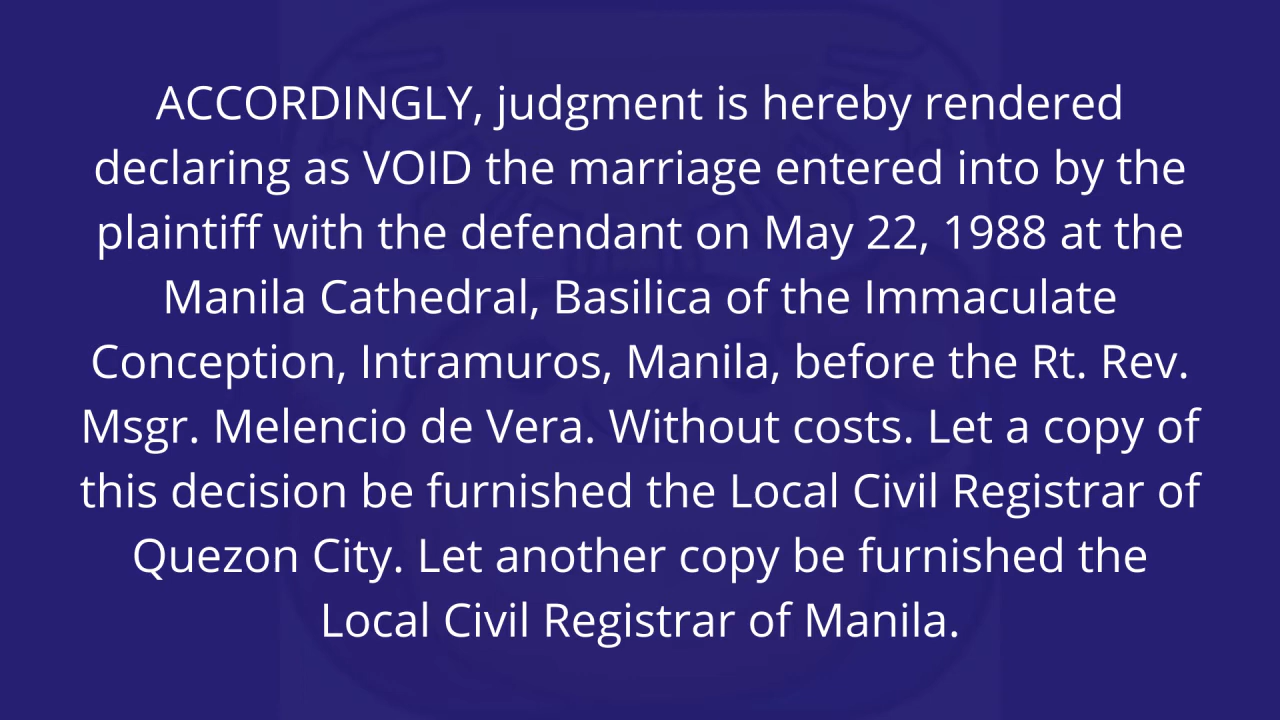 ACCORDINGLY, judgment is hereby rendered
declaring as VOID the marriage entered into by the
plaintiff with the defendant on May 22, 1988 at the
Manila Cathedral, Basilica of the Immaculate
Conception, Intramuros, Manila, before the Rt. Rev.
Msgr. Melencio de Vera. Without costs. Let a copy of
this decision be furnished the Local Civil Registrar of
Quezon City. Let another copy be furnished the
Local Civil Registrar of Manila.